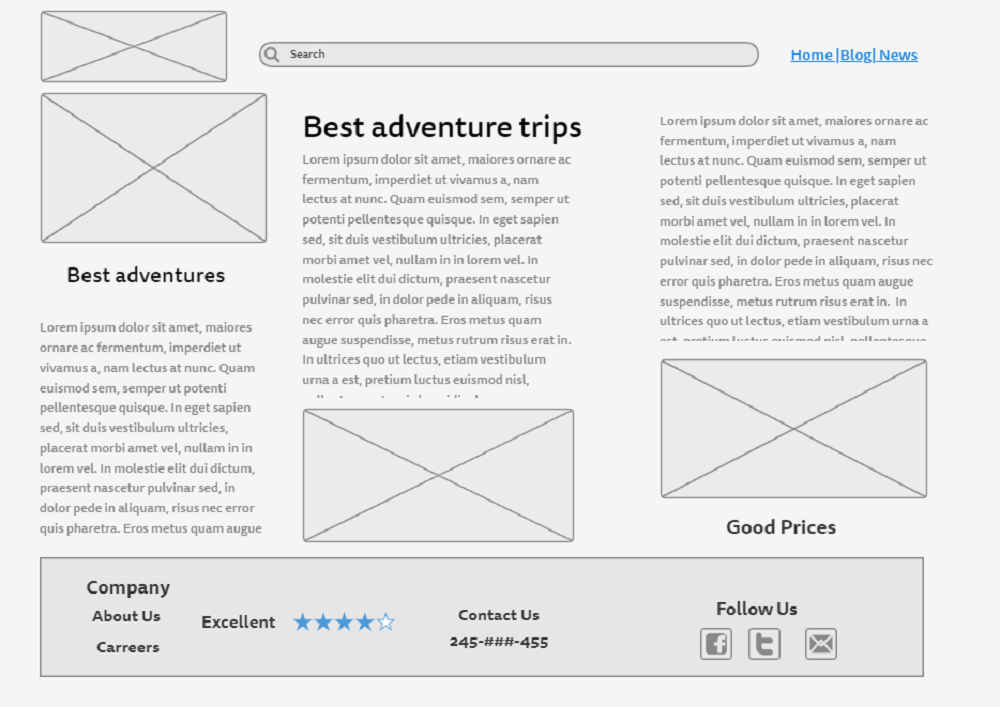 Search
Home |Blog| News
Best adventures
Lorem ipsum dolor sit amet, maiores
ornare ac fermentum, imperdiet ut
vivamus a, nam lectus at nunc. Quam
euismod sem, semper ut potenti
pellentesque quisque. In eget sapien
sed, sit duis vestibulum ultricies,
placerat morbi amet vel, nullam in in
lorem vel. In molestie elit dui dictum,
praesent nascetur pulvinar sed, in
dolor pede in aliquam, risus nec error
quis pharetra. Eros metus quam augue
Best adventure trips
Lorem ipsum dolor sit amet, maiores ornare ac
fermentum, imperdiet ut vivamus a, nam
lectus at nunc. Quam euismod sem, semper ut
potenti pellentesque quisque. In eget sapien
sed, sit duis vestibulum ultricies, placerat
morbi amet vel, nullam in in lorem vel. In
molestie elit dui dictum, praesent nascetur
pulvinar sed, in dolor pede in aliquam, risus
nec error quis pharetra. Eros metus quam
augue suspendisse, metus rutrum risus erat in.
In ultrices quo ut lectus, etiam vestibulum
urna a est, pretium luctus euismod nisl,
Lorem ipsum dolor sit amet, maiores ornare ac
fermentum, imperdiet ut vivamus a, nam
lectus at nunc. Quam euismod sem, semper ut
potenti pellentesque quisque. In eget sapien
sed, sit duis vestibulum ultricies, placerat
morbi amet vel, nullam in in lorem vel. In
molestie elit dui dictum, praesent nascetur
pulvinar sed, in dolor pede in aliquam, risus nec
error quis pharetra. Eros metus quam augue
suspendisse, metus rutrum risus erat in. In
ultrices quo ut lectus, etiam vestibulum urna a
est, pretium luctus euismod nisl, pellentesque
Good Prices
Company
About Us
Carreers
Excellent
Contact Us
245-###-455
Follow Us